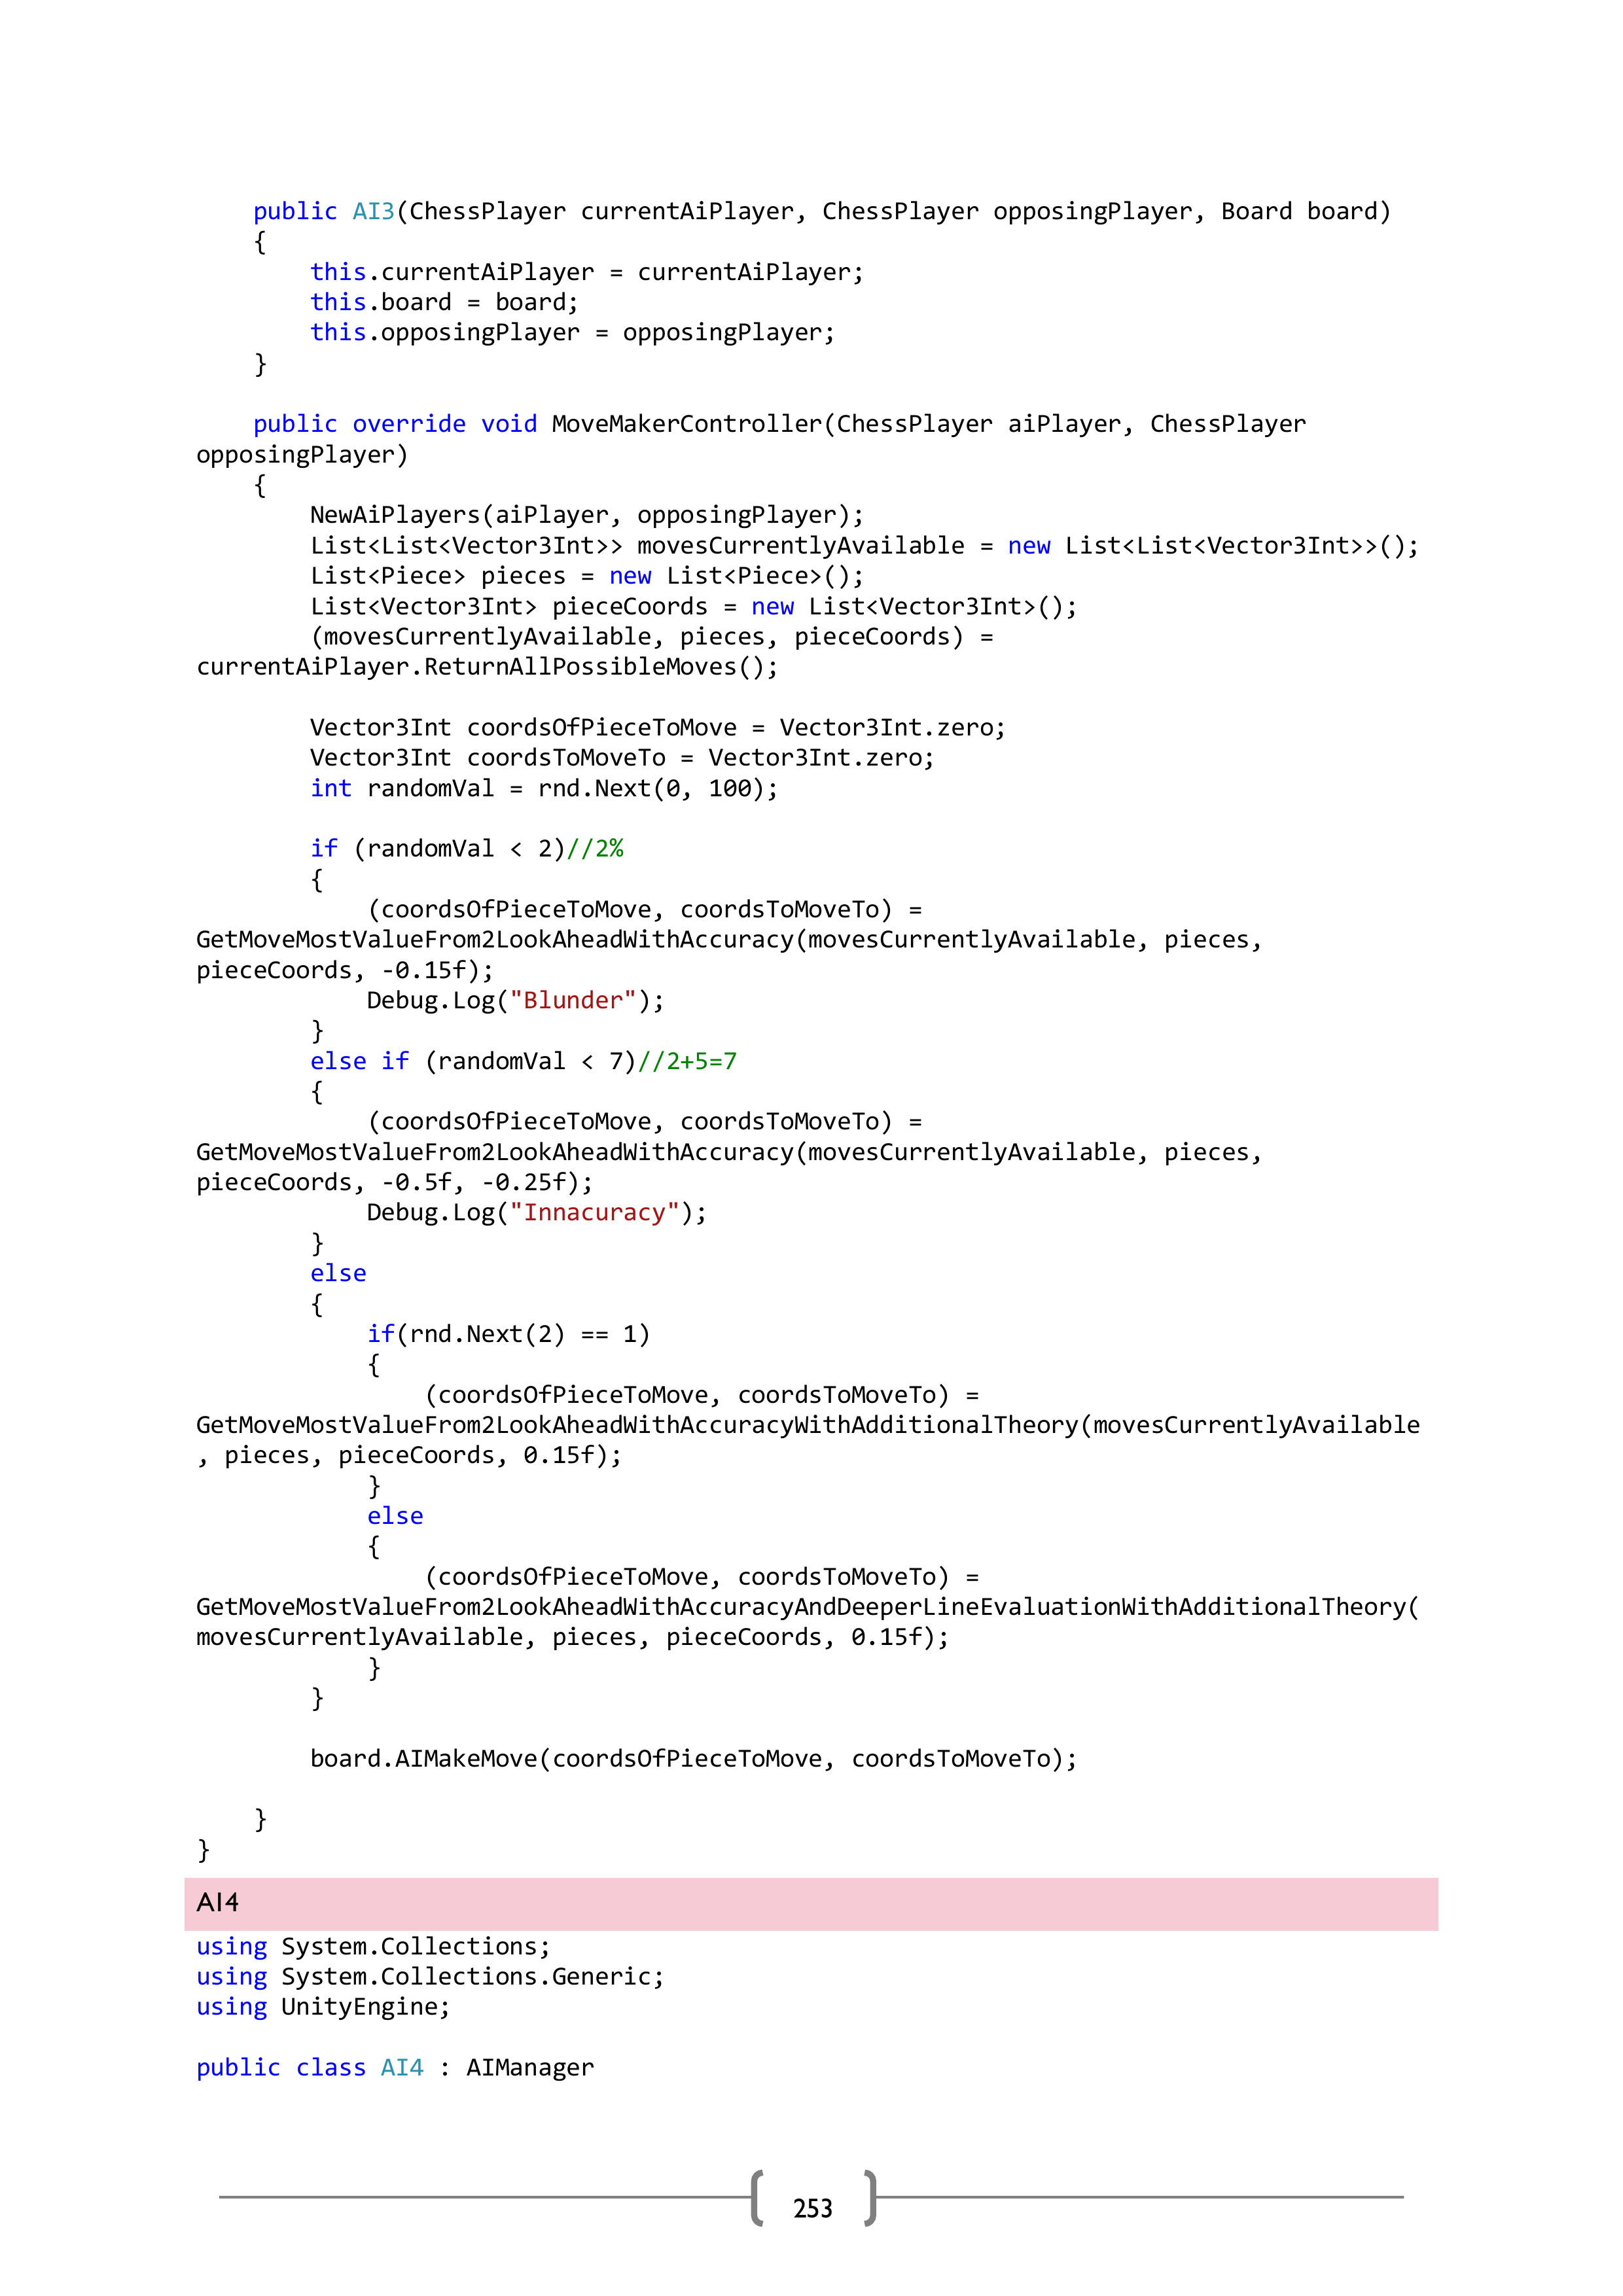 public AI3(ChessPlayer currentAiPlayer, ChessPlayer opposingPlayer, Board board)
    {
        this.currentAiPlayer = currentAiPlayer;
        this.board = board;
        this.opposingPlayer = opposingPlayer;
    }

    public override void MoveMakerController(ChessPlayer aiPlayer, ChessPlayer
opposingPlayer)
    {
        NewAiPlayers(aiPlayer, opposingPlayer);
        List<List<Vector3Int>> movesCurrentlyAvailable = new List<List<Vector3Int>>();
        List<Piece> pieces = new List<Piece>();
        List<Vector3Int> pieceCoords = new List<Vector3Int>();
        (movesCurrentlyAvailable, pieces, pieceCoords) =
currentAiPlayer.ReturnAllPossibleMoves();

        Vector3Int coordsOfPieceToMove = Vector3Int.zero;
        Vector3Int coordsToMoveTo = Vector3Int.zero;
        int randomVal = rnd.Next(0, 100);

        if (randomVal < 2)//2%
        {
            (coordsOfPieceToMove, coordsToMoveTo) =
GetMoveMostValueFrom2LookAheadWithAccuracy(movesCurrentlyAvailable, pieces,
pieceCoords, -0.15f);
            Debug.Log("Blunder");
        }
        else if (randomVal < 7)//2+5=7
        {
            (coordsOfPieceToMove, coordsToMoveTo) =
GetMoveMostValueFrom2LookAheadWithAccuracy(movesCurrentlyAvailable, pieces,
pieceCoords, -0.5f, -0.25f);
            Debug.Log("Innacuracy");
        }
        else
        {
            if(rnd.Next(2) == 1)
            {
                (coordsOfPieceToMove, coordsToMoveTo) =
GetMoveMostValueFrom2LookAheadWithAccuracyWithAdditionalTheory(movesCurrentlyAvailable
, pieces, pieceCoords, 0.15f);
            }
            else
            {
                (coordsOfPieceToMove, coordsToMoveTo) =
GetMoveMostValueFrom2LookAheadWithAccuracyAndDeeperLineEvaluationWithAdditionalTheory(
movesCurrentlyAvailable, pieces, pieceCoords, 0.15f);
            }
        }

        board.AIMakeMove(coordsOfPieceToMove, coordsToMoveTo);

    }
}
AI4
using System.Collections;
using System.Collections.Generic;
using UnityEngine;

public class AI4 : AIManager
253